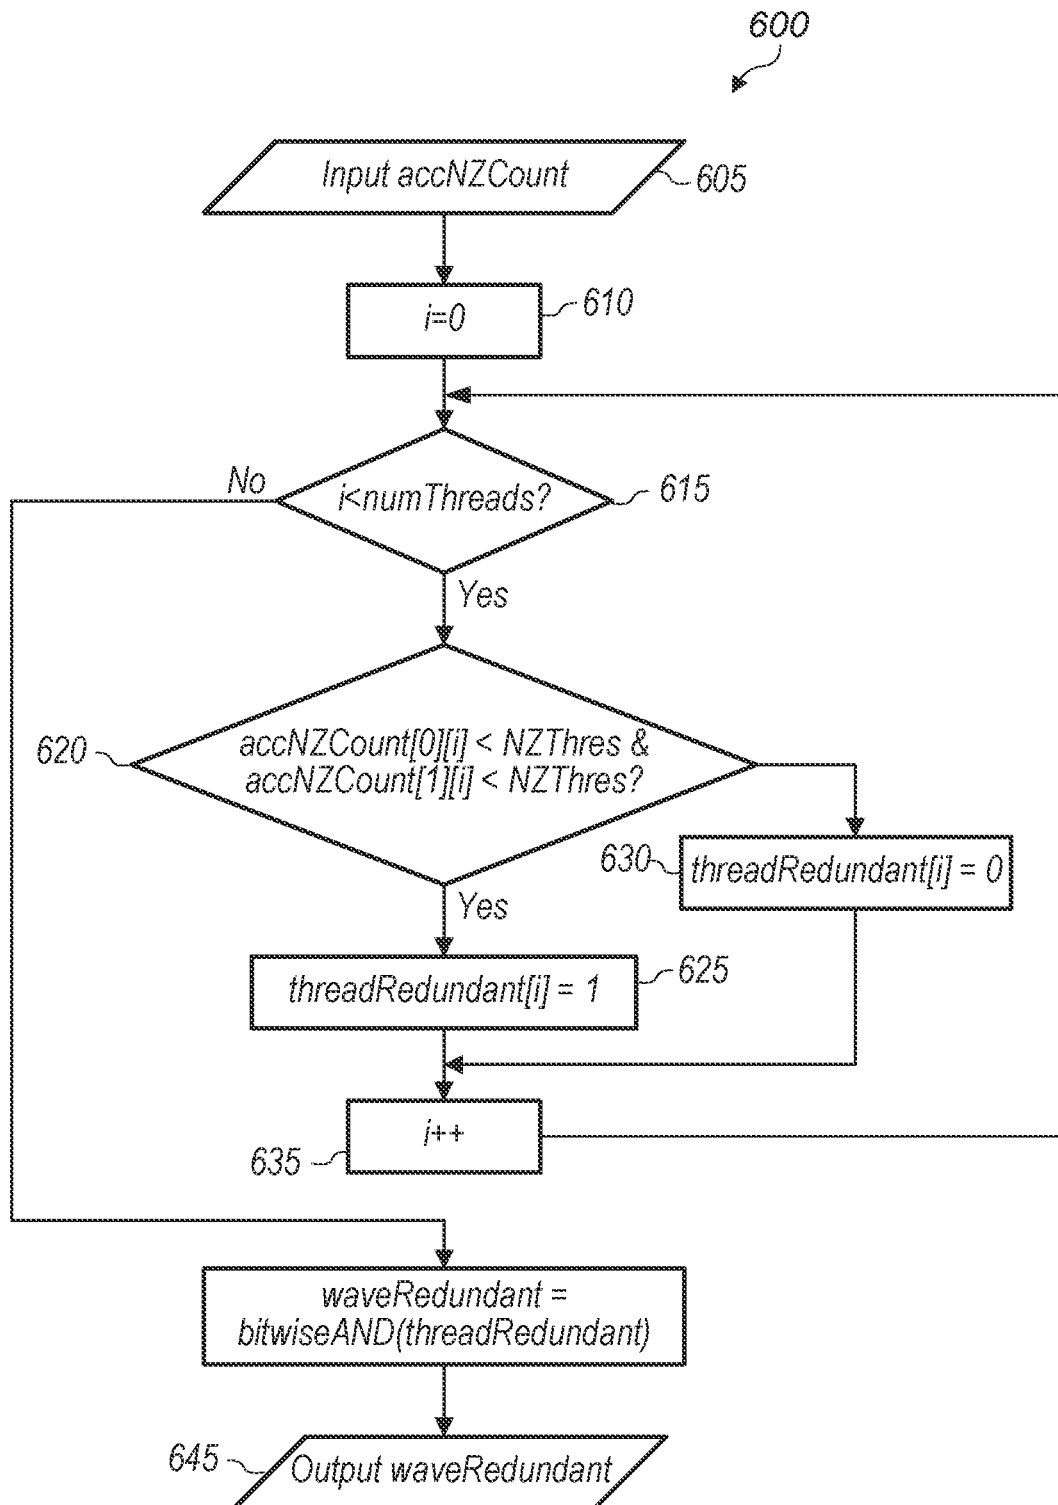 600
Input accNZCount
605
i=0
610
No
i<numThreads?
615
Yes
620
accNZCount[0][i] < NZThres &
accNZCount[1][i] < NZThres?
630
threadRedundant[i] = 0
Yes
threadRedundant[i] = 1
625
i++
635
waveRedundant =
bitwiseAND(threadRedundant)
645
Output waveRedundant